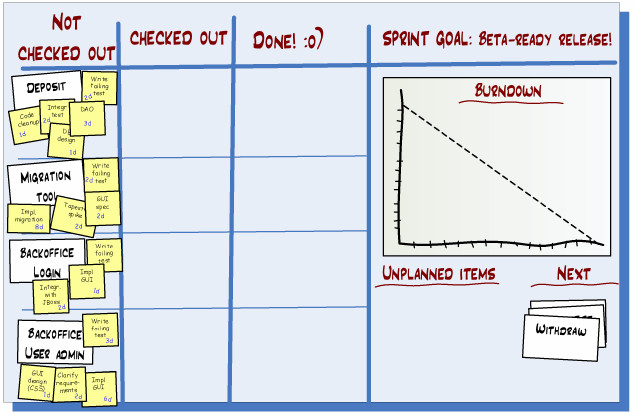 Not
checked out
checked out
Done! :o)
Sprint goal: Beta-ready release!
Deposit
Write
failing
test
2d
Code
cleanup
1d
Integr.
test
2d
DAO
3d
design
1d
Migration
Tool
Write
failing
test
2d
GUI
spec
2d
Impl.
migration
8d
spike
2d
Backoffice
Login
Write
failing
test
Impl
GUI
1d
Integr.
with
JBoss
2d
Backoffice
User admin
Write
failing
test
3d
GUI
design
(CSS)
1d
Clarify
require-
ments
2d
Impl
GUI
6d
Burndown
Unplanned items
Next
Withdraw